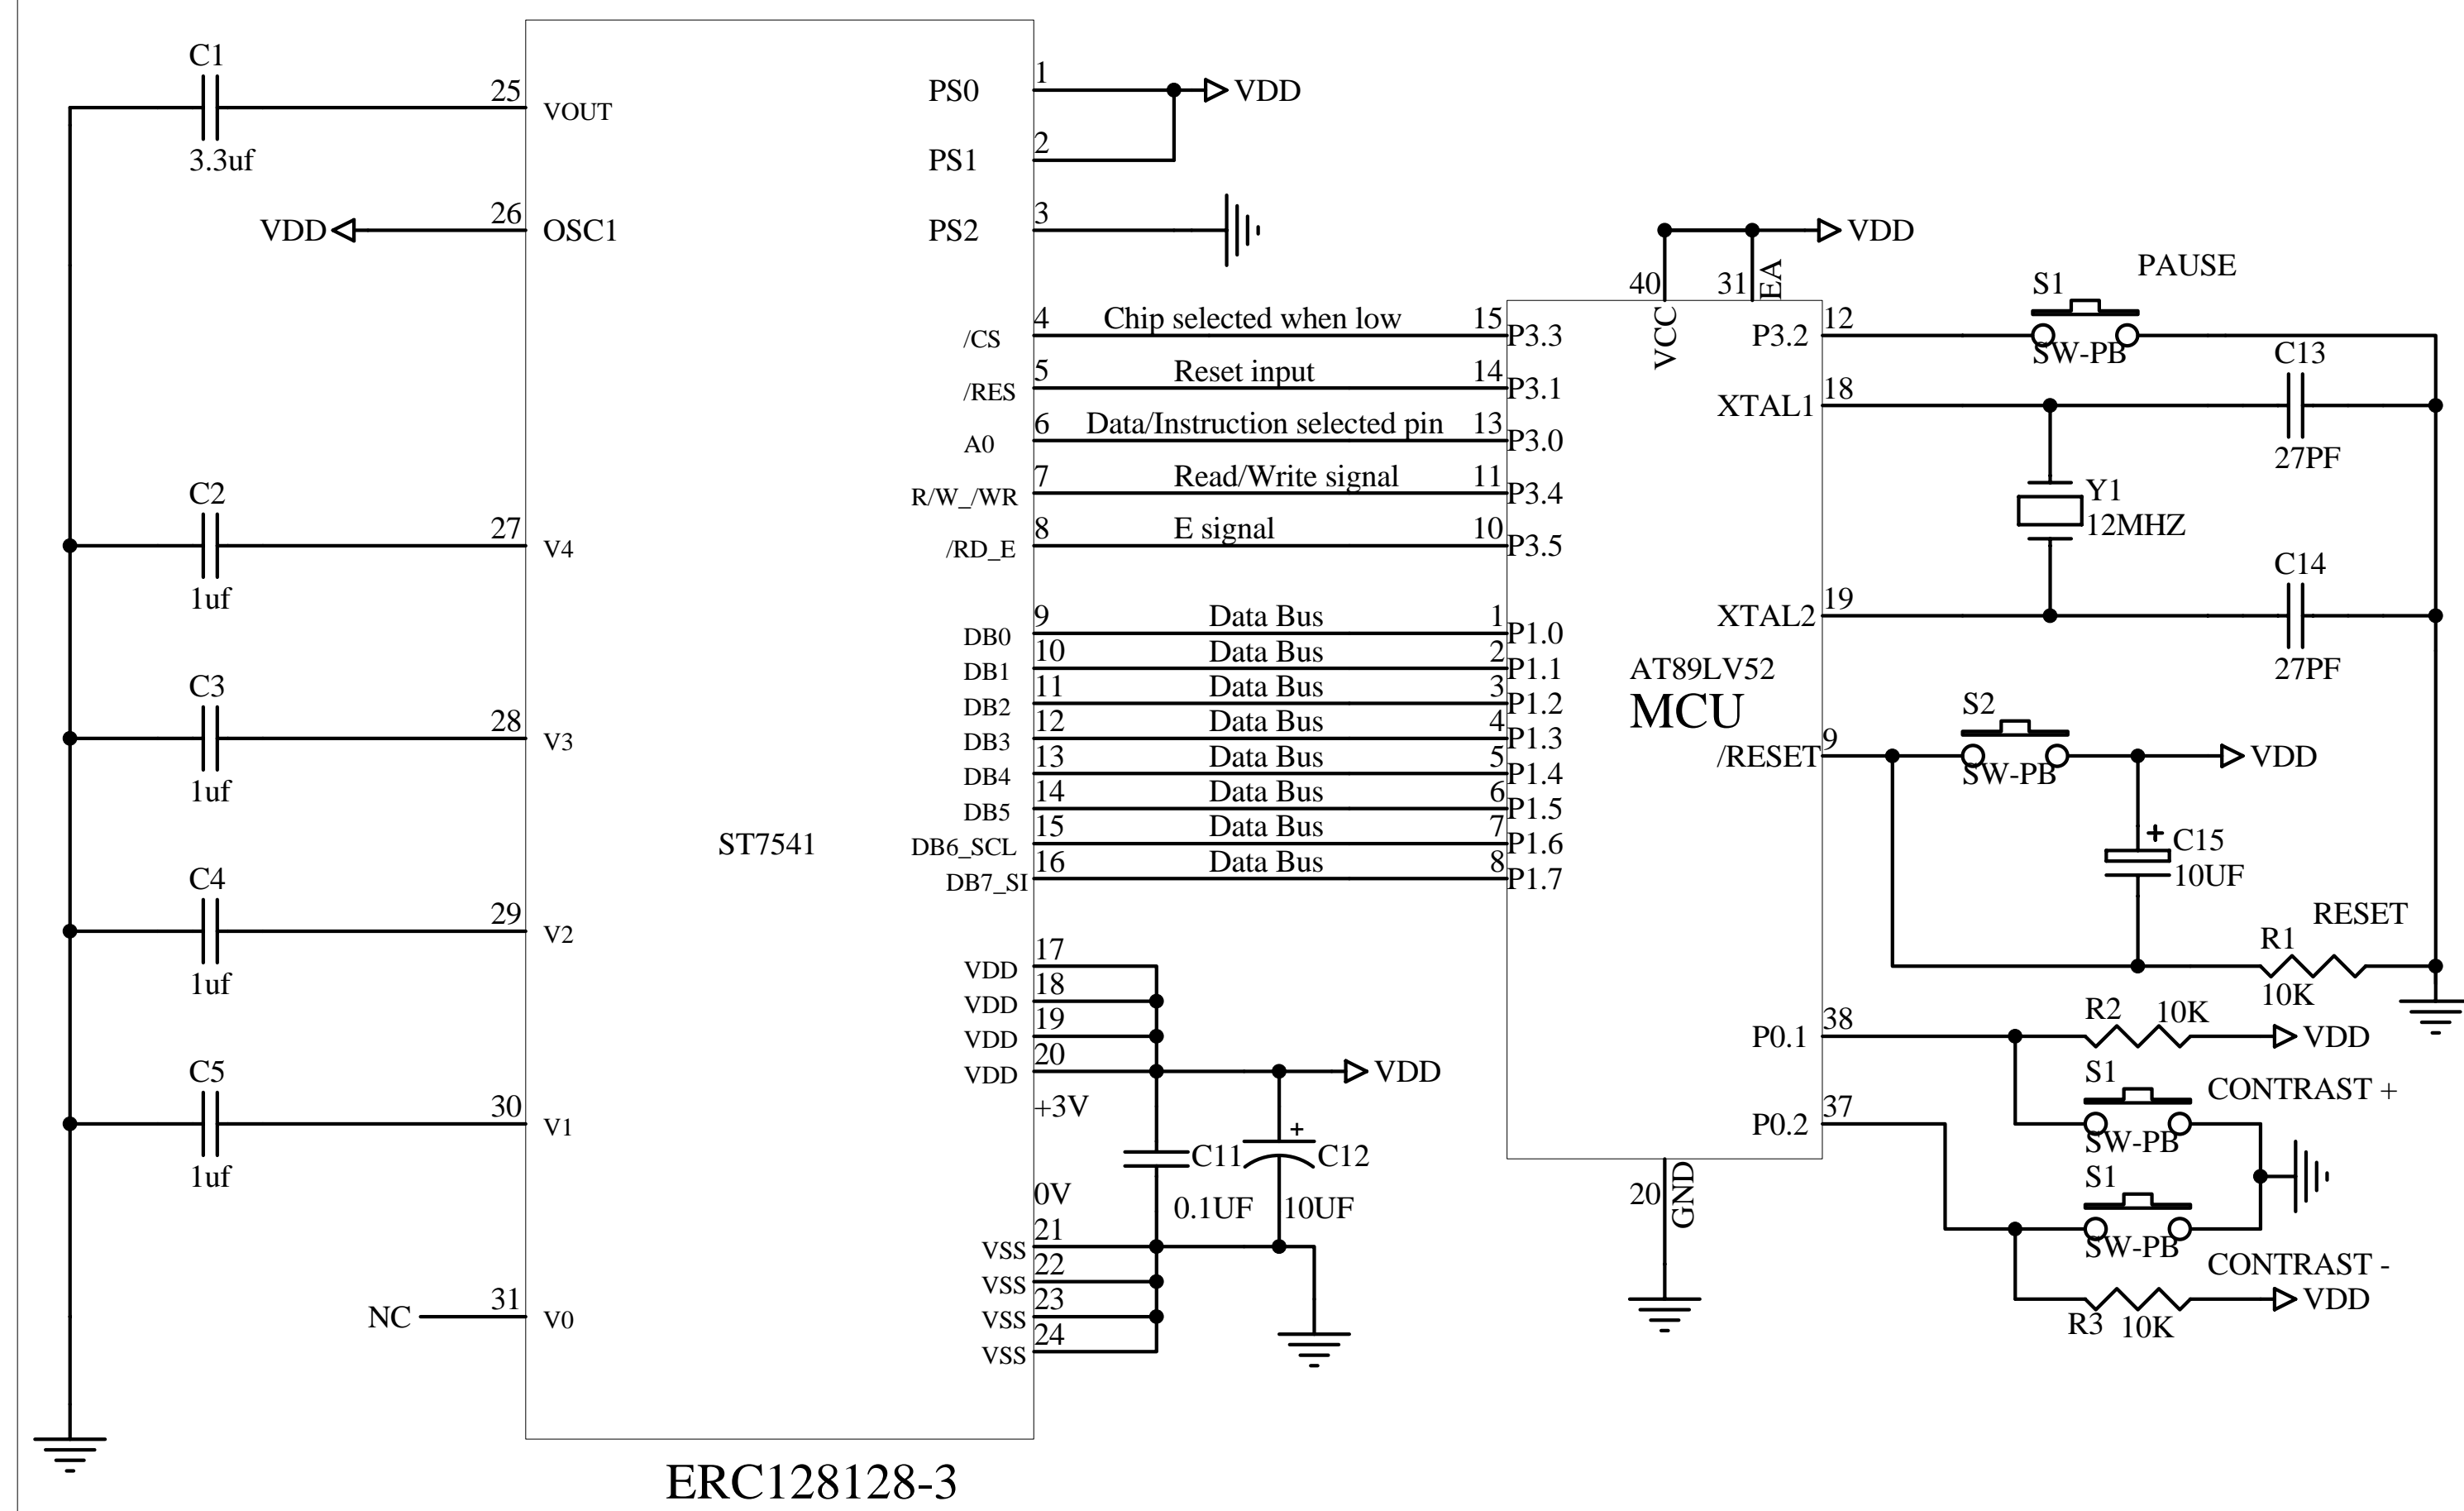 C1
3.3uf
25
VOUT
VDD
26
OSC1
C2
1uf
27
V4
C3
1uf
28
V3
C4
1uf
29
V2
C5
1uf
30
V1
NC
31
V0
ST7541
ERC128128-3
PS0
1
VDD
PS1
2
PS2
3
/CS
4
Chip selected when low
15
P3.3
/RES
5
Reset input
14
P3.1
A0
6
Data/Instruction selected pin
13
P3.0
R/W_/WR
7
Read/Write signal
11
P3.4
/RD_E
8
E signal
10
P3.5
DB0
9
Data Bus
1
P1.0
DB1
10
Data Bus
2
P1.1
DB2
11
Data Bus
3
P1.2
DB3
12
Data Bus
4
P1.3
DB4
13
Data Bus
5
P1.4
DB5
14
Data Bus
6
P1.5
DB6_SCL
15
Data Bus
7
P1.6
DB7_SI
16
Data Bus
8
P1.7
VDD
17
VDD
18
VDD
19
VDD
20
VDD
+3V
C11
0.1UF
+
C12
10UF
0V
VSS
21
VSS
22
VSS
23
VSS
24
40
VCC
31
EA
VDD
AT89LV52
MCU
20
GND
P3.2
12
S1
PAUSE
SW-PB
XTAL1
18
C13
27PF
Y1
12MHZ
XTAL2
19
C14
27PF
/RESET
9
S2
SW-PB
VDD
+
C15
10UF
RESET
R1
10K
P0.1
38
R2
10K
VDD
S1
CONTRAST +
SW-PB
P0.2
37
S1
SW-PB
CONTRAST -
R3
10K
VDD